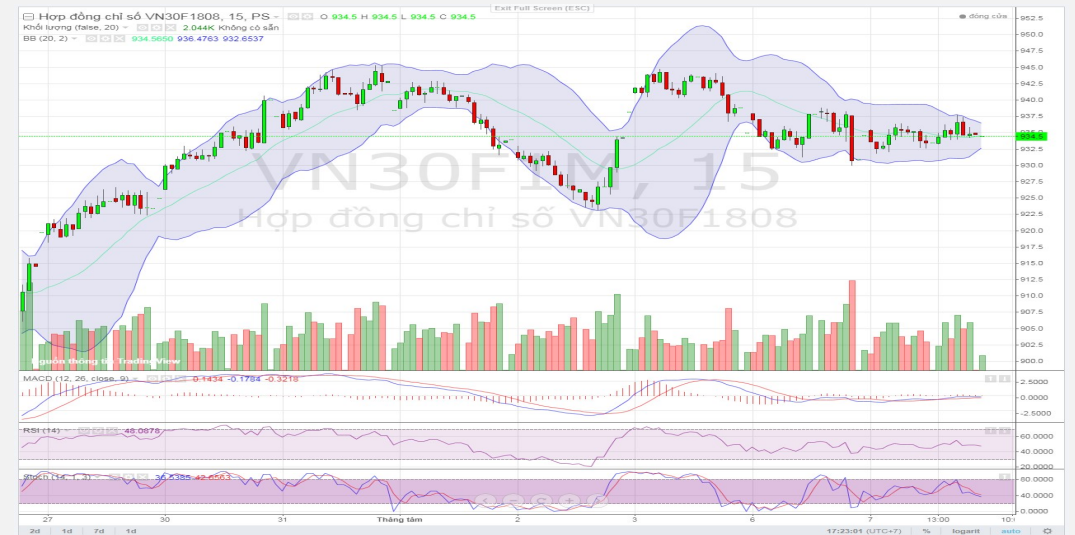 Exit Full Screen (ESC)
Hợp đồng chỉ số VN30F1808, 15, PS O 934.5 H 934.5 L 934.5 C 934.5
đóng cửa
Khối lượng (false, 20) 2.044K Không có sẵn
BB (20, 2) 934.5650 936.4763 932.6537
952.5
950.0
947.5
945.0
942.5
940.0
937.5
934.5
932.5
930.0
927.5
925.0
922.5
920.0
917.5
915.0
912.5
910.0
907.5
905.0
902.5
900.0
VN30F1M, 15
Hợp đồng chỉ số VN30F1808
Nguồn thông tin TradingView
MACD (12, 26, close, 9) 0.1434 -0.1784 -0.3218
2.5000
0.0000
-2.5000
RSI (14) 48.0878
60.0000
40.0000
20.0000
Stoch (14, 1, 3) 36.5385 42.6563
80.0000
40.0000
0.0000
27 30 31 Tháng tám 2 3 6 7 13:00
2d 1d 7d 1d 17:23:01 (UTC+7) % logarit auto